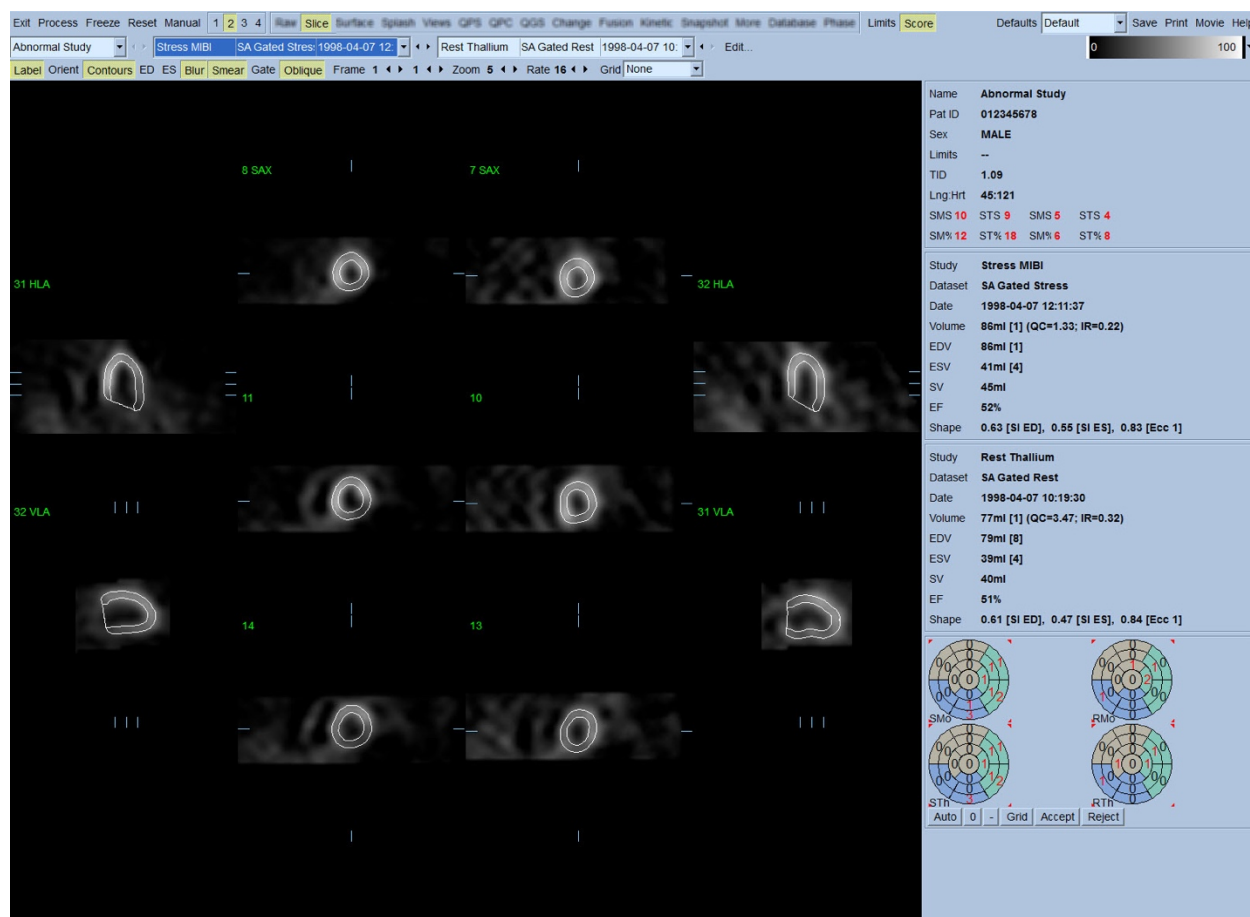 Exit Process Freeze Reset Manual 1 2 3 4 Raw Slice Surface Splash Views QPS QPC QGS Change Fusion Kinetic Snapshot More Database Phase Limits Score Defaults Default Save Print Movie Help
Abnormal Study Stress MIBI SA Gated Stres: 1998-04-07 12: Rest Thallium SA Gated Rest 1998-04-07 10: Edit... 0 100
Label Orient Contours ED ES Blur Smear Gate Oblique Frame 1 1 Zoom 5 Rate 16 Grid None
Name Abnormal Study
Pat ID 012345678
Sex MALE
Limits --
TID 1.09
Lng:Hrt 45:121
SMS 10 STS 9 SMS 5 STS 4
SM% 12 ST% 18 SM% 6 ST% 8
Study Stress MIBI
Dataset SA Gated Stress
Date 1998-04-07 12:11:37
Volume 86ml [1] (QC=1.33; IR=0.22)
EDV 86ml [1]
ESV 41ml [4]
SV 45ml
EF 52%
Shape 0.63 [SI ED], 0.55 [SI ES], 0.83 [Ecc 1]
Study Rest Thallium
Dataset SA Gated Rest
Date 1998-04-07 10:19:30
Volume 77ml [1] (QC=3.47; IR=0.32)
EDV 79ml [8]
ESV 39ml [4]
SV 40ml
EF 51%
Shape 0.61 [SI ED], 0.47 [SI ES], 0.84 [Ecc 1]
SMo RMo
STh RTh
Auto 0 - Grid Accept Reject
8 SAX 7 SAX
31 HLA 32 HLA
11 10
32 VLA 31 VLA
14 13